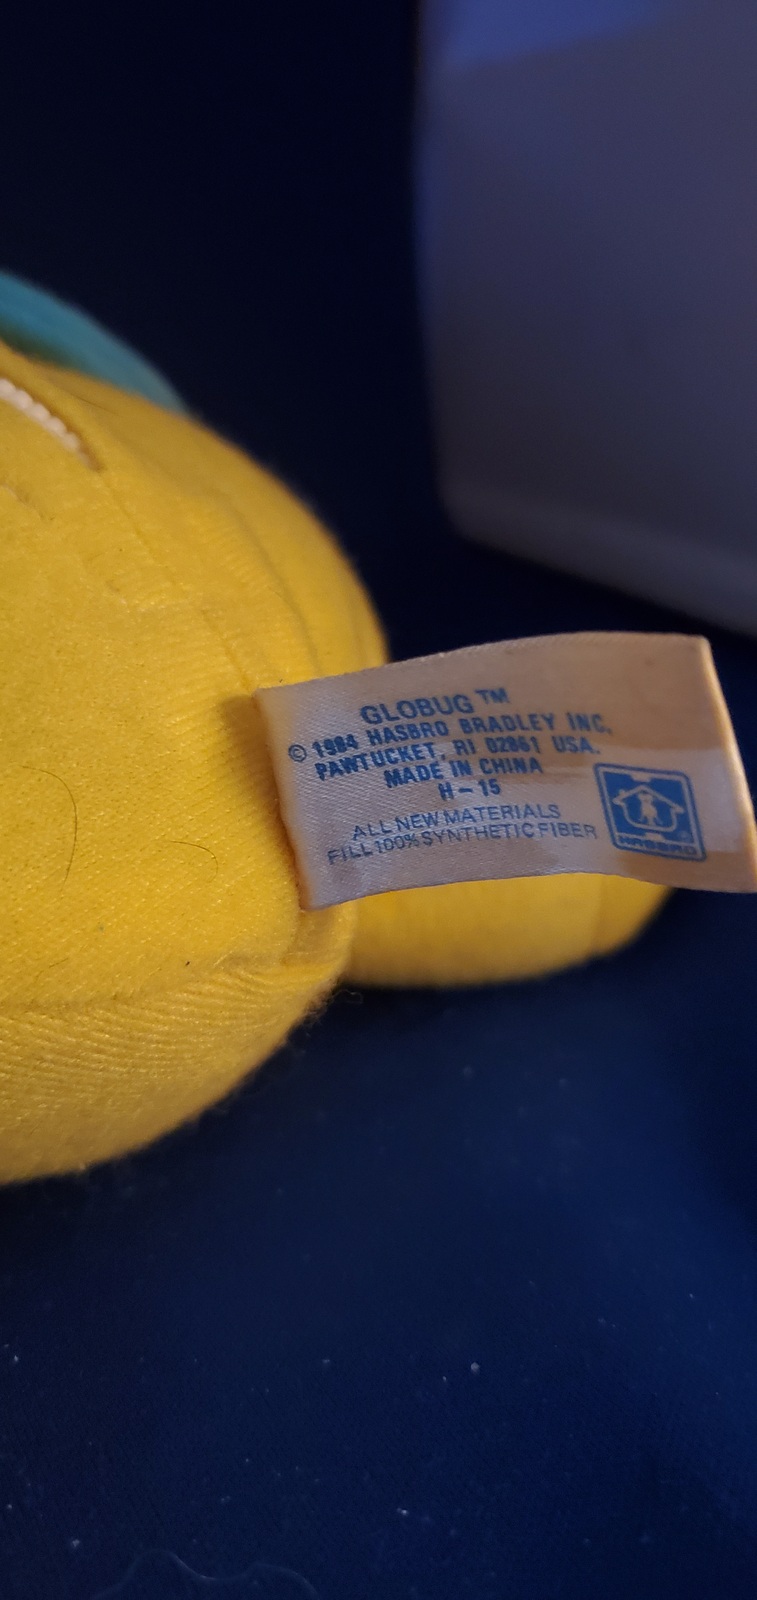 GLOBUG™
© 1984 HASBRO BRADLEY INC.
PAWTUCKET, RI 02861 USA.
MADE IN CHINA
H-15
ALL NEW MATERIALS
FILL 100% SYNTHETIC FIBER
HASBRO ®